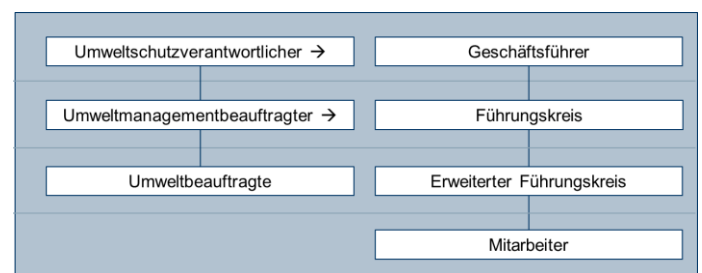 Umweltschutzverantwortlicher → Geschäftsführer
Umweltmanagementbeauftragter → Führungskreis
Umweltbeauftragte Erweiterter Führungskreis
Mitarbeiter